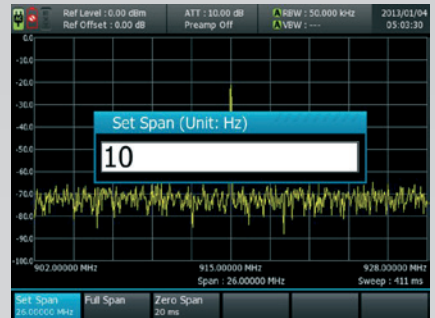 Ref Level : 0.00 dBm ATT : 10.00 dB A RBW : 50.000 kHz 2013/01/04
Ref Offset : 0.00 dB Preamp Off A VBW : --- 05:03:30
0.0
-10.0
-20.0
-30.0
-40.0
Set Span (Unit: Hz)
10
-50.0
-60.0
-70.0
-80.0
-90.0
-100.0
902.00000 MHz 915.00000 MHz 928.00000 MHz
Span : 26.00000 MHz Sweep : 411 ms
Set Span Full Span Zero Span
26.00000 MHz 20 ms